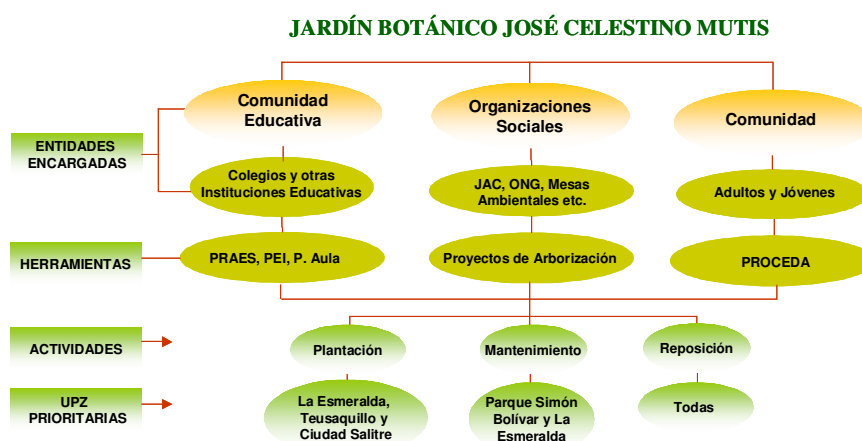 JARDÍN BOTÁNICO JOSÉ CELESTINO MUTIS
Comunidad
Educativa
Organizaciones
Sociales
Comunidad
ENTIDADES
ENCARGADAS
Colegios y otras
Instituciones Educativas
JAC, ONG, Mesas
Ambientales etc.
Adultos y Jóvenes
HERRAMIENTAS
PRAES, PEI, P. Aula
Proyectos de Arborización
PROCEDA
ACTIVIDADES
Plantación
Mantenimiento
Reposición
UPZ
PRIORITARIAS
La Esmeralda,
Teusaquillo y
Ciudad Salitre
Parque Simón
Bolívar y La
Esmeralda
Todas